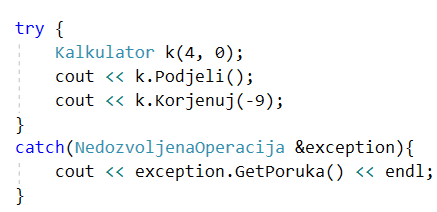 try {
    Kalkulator k(4, 0);
    cout << k.Podjeli();
    cout << k.Korjenuj(-9);
}
catch(NedozvoljenaOperacija &exception){
    cout << exception.GetPoruka() << endl;
}